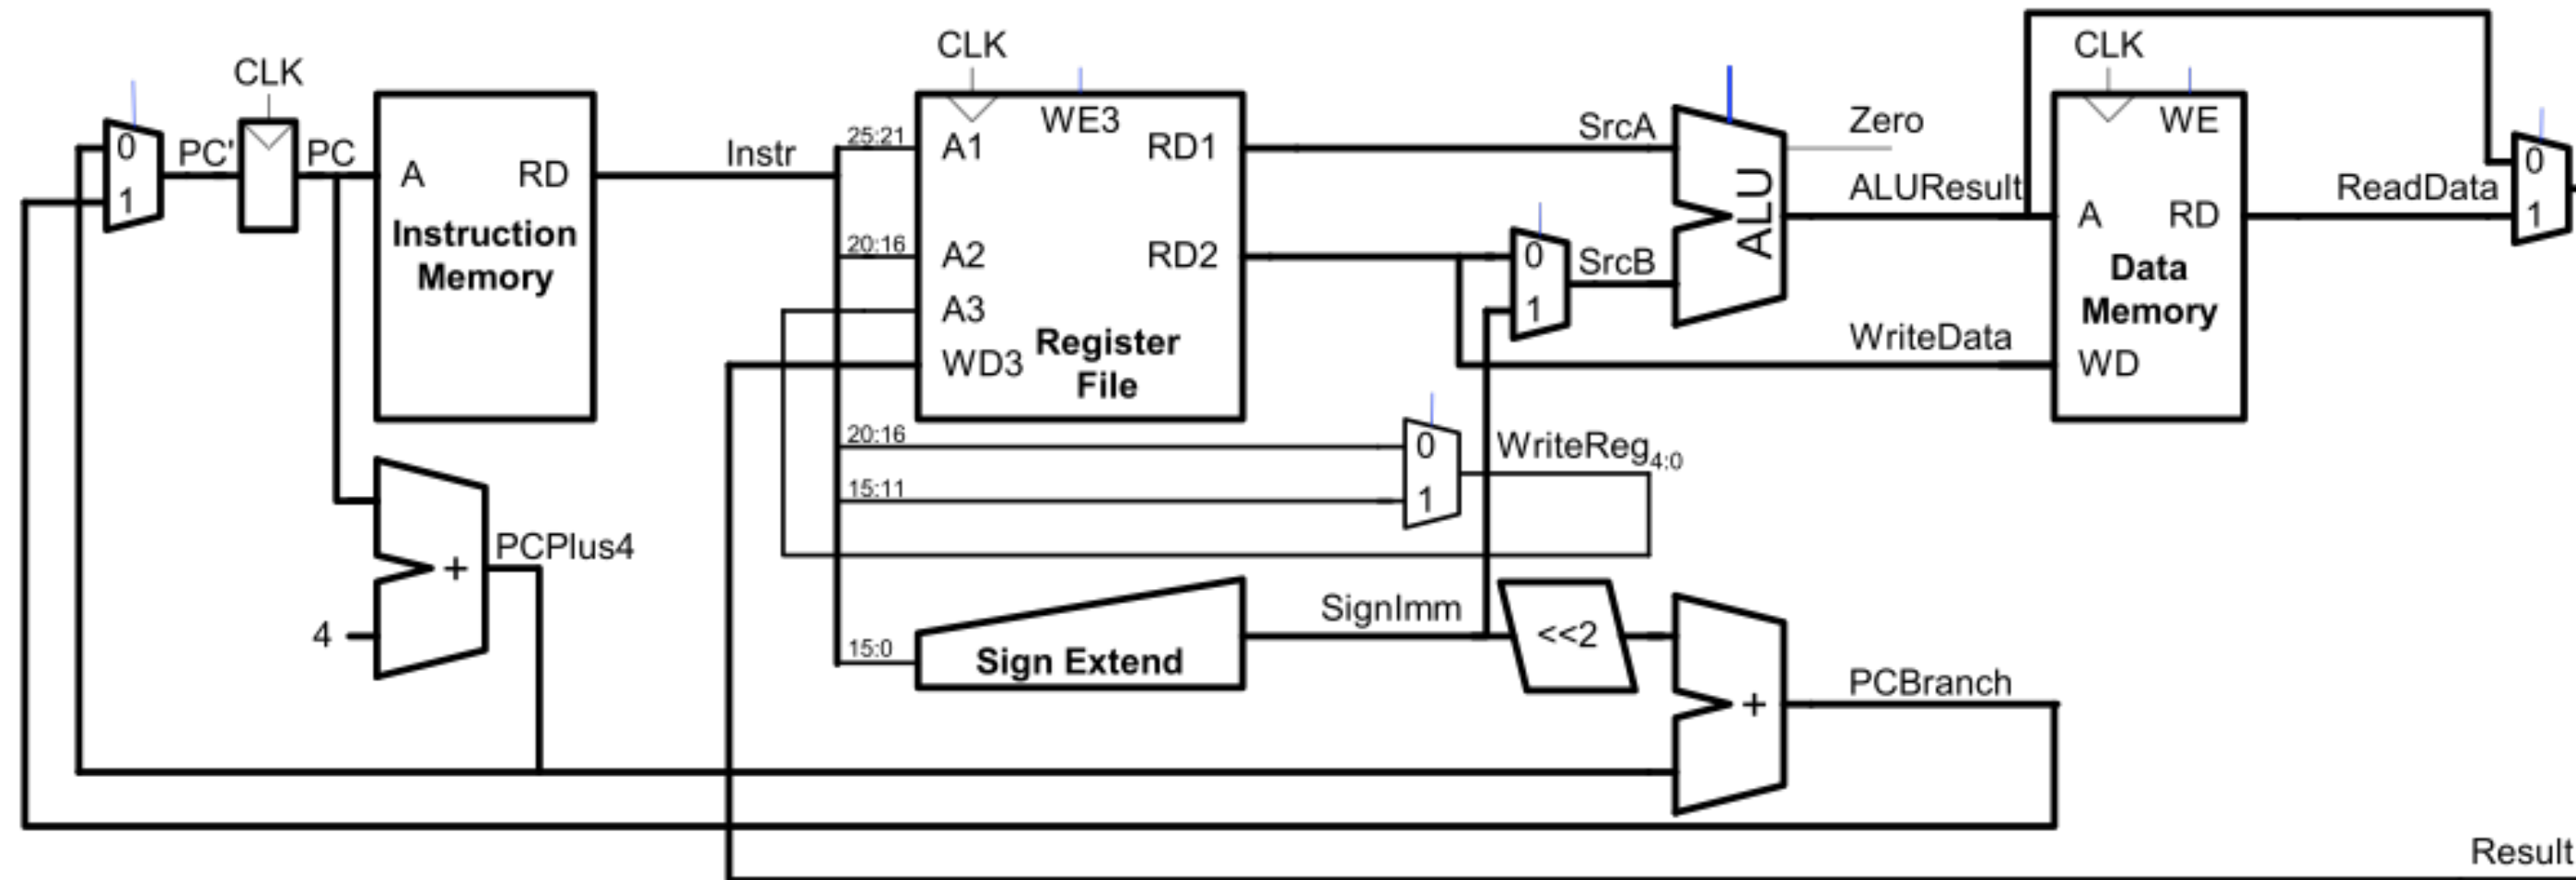 CLK
CLK
CLK
0
1
PC'
PC
A
RD
Instruction
Memory
Instr
25:21
20:16
A1
WE3
RD1
A2
RD2
A3
WD3
Register
File
SrcA
0
1
SrcB
ALU
Zero
ALUResult
WriteData
WE
A
RD
Data
Memory
WD
ReadData
0
1
20:16
15:11
0
1
WriteReg4:0
+
PCPlus4
4
15:0
Sign Extend
SignImm
<<2
+
PCBranch
Result